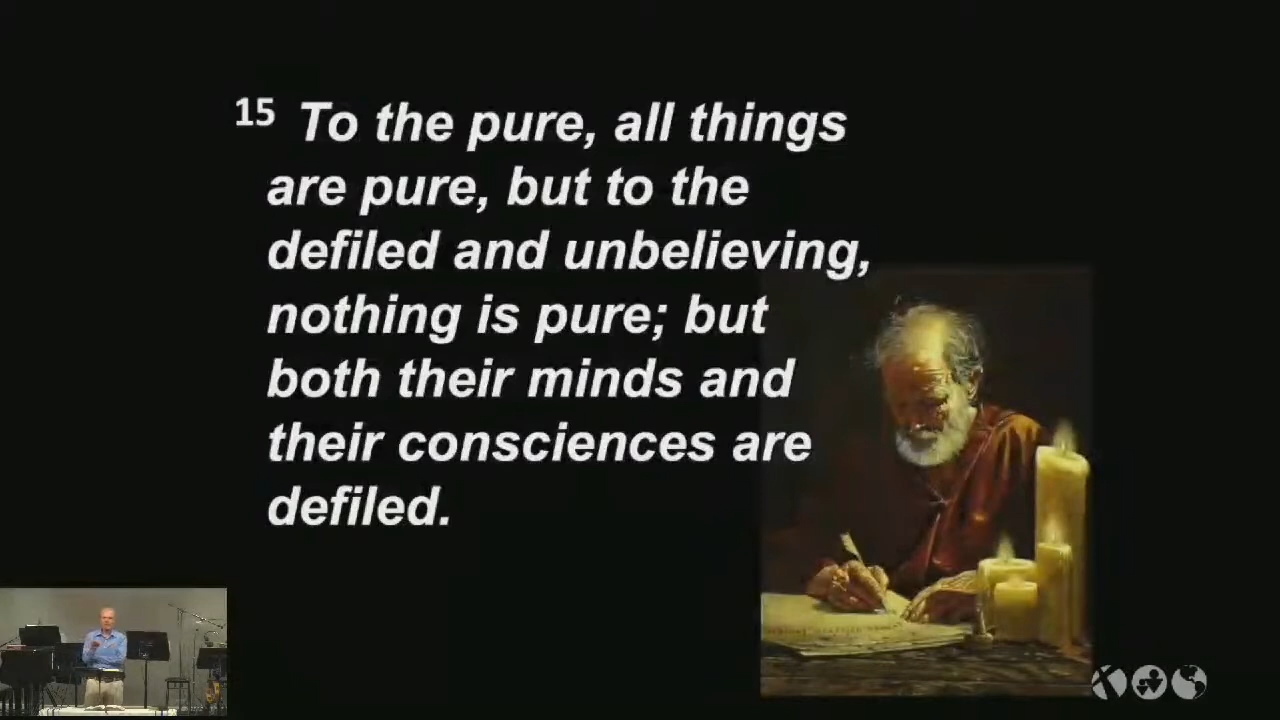 15 To the pure, all things
are pure, but to the
defiled and unbelieving,
nothing is pure; but
both their minds and
their consciences are
defiled.